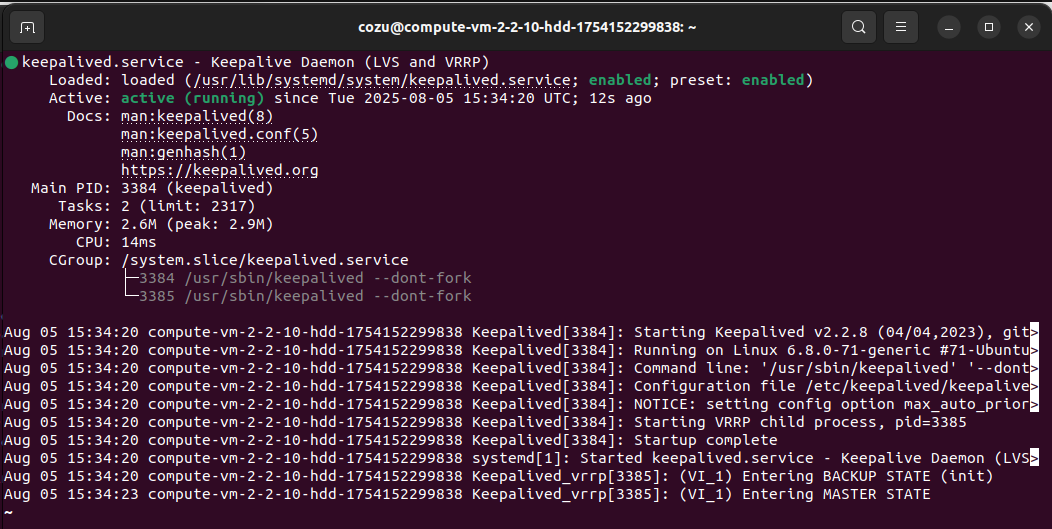 cozu@compute-vm-2-2-10-hdd-1754152299838: ~
● keepalived.service - Keepalive Daemon (LVS and VRRP)
     Loaded: loaded (/usr/lib/systemd/system/keepalived.service; enabled; preset: enabled)
     Active: active (running) since Tue 2025-08-05 15:34:20 UTC; 12s ago
       Docs: man:keepalived(8)
             man:keepalived.conf(5)
             man:genhash(1)
             https://keepalived.org
   Main PID: 3384 (keepalived)
      Tasks: 2 (limit: 2317)
     Memory: 2.6M (peak: 2.9M)
        CPU: 14ms
     CGroup: /system.slice/keepalived.service
             ├─3384 /usr/sbin/keepalived --dont-fork
             └─3385 /usr/sbin/keepalived --dont-fork
Aug 05 15:34:20 compute-vm-2-2-10-hdd-1754152299838 Keepalived[3384]: Starting Keepalived v2.2.8 (04/04,2023), git>
Aug 05 15:34:20 compute-vm-2-2-10-hdd-1754152299838 Keepalived[3384]: Running on Linux 6.8.0-71-generic #71-Ubuntu>
Aug 05 15:34:20 compute-vm-2-2-10-hdd-1754152299838 Keepalived[3384]: Command line: '/usr/sbin/keepalived' '--dont>
Aug 05 15:34:20 compute-vm-2-2-10-hdd-1754152299838 Keepalived[3384]: Configuration file /etc/keepalived/keepalive>
Aug 05 15:34:20 compute-vm-2-2-10-hdd-1754152299838 Keepalived[3384]: NOTICE: setting config option max_auto_prior>
Aug 05 15:34:20 compute-vm-2-2-10-hdd-1754152299838 Keepalived[3384]: Starting VRRP child process, pid=3385
Aug 05 15:34:20 compute-vm-2-2-10-hdd-1754152299838 Keepalived[3384]: Startup complete
Aug 05 15:34:20 compute-vm-2-2-10-hdd-1754152299838 systemd[1]: Started keepalived.service - Keepalive Daemon (LVS>
Aug 05 15:34:20 compute-vm-2-2-10-hdd-1754152299838 Keepalived_vrrp[3385]: (VI_1) Entering BACKUP STATE (init)
Aug 05 15:34:23 compute-vm-2-2-10-hdd-1754152299838 Keepalived_vrrp[3385]: (VI_1) Entering MASTER STATE
~